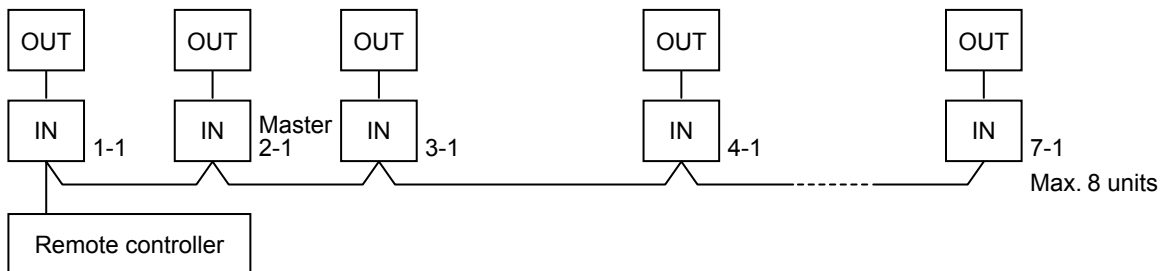 OUT OUT OUT OUT OUT
IN IN IN IN IN
Master
1-1 2-1 3-1 4-1 7-1
Max. 8 units
Remote controller